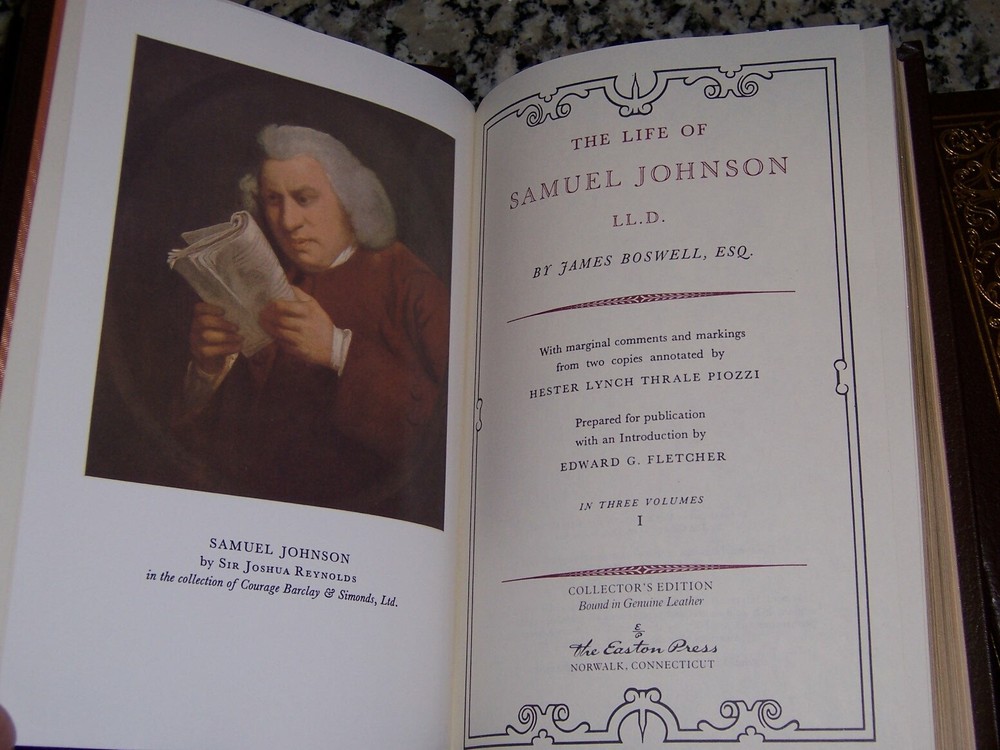 SAMUEL JOHNSON
by SIR JOSHUA REYNOLDS
in the collection of Courage Barclay & Simonds, Ltd.
THE LIFE OF
SAMUEL JOHNSON
LL.D.
BY JAMES BOSWELL, ESQ.
With marginal comments and markings
from two copies annotated by
HESTER LYNCH THRALE PIOZZI
Prepared for publication
with an Introduction by
EDWARD G. FLETCHER
IN THREE VOLUMES
I
COLLECTOR'S EDITION
Bound in Genuine Leather
The Easton Press
NORWALK, CONNECTICUT